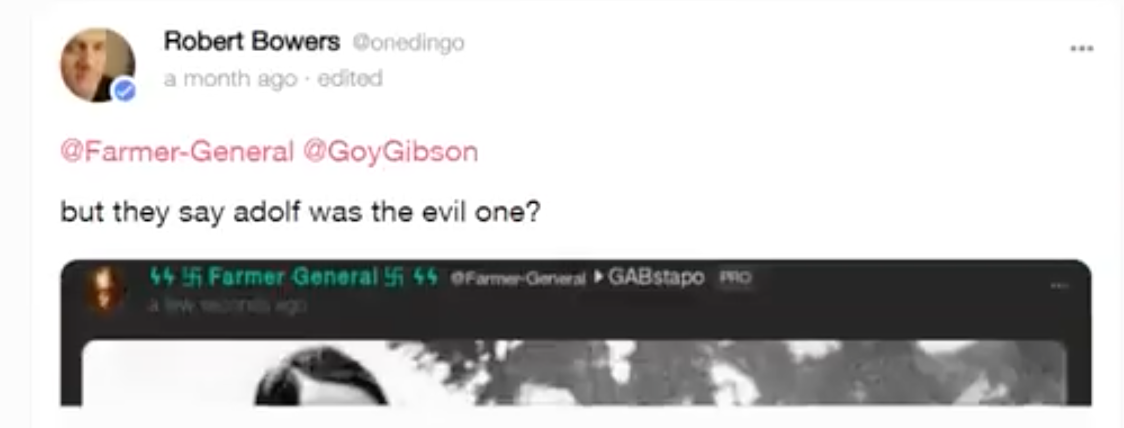 Robert Bowers @onedingo
a month ago · edited
@Farmer-General @GoyGibson
but they say adolf was the evil one?
ϟϟ 卐 Farmer General 卐 ϟϟ @Farmer-General ▸ GABstapo PRO
a few seconds ago